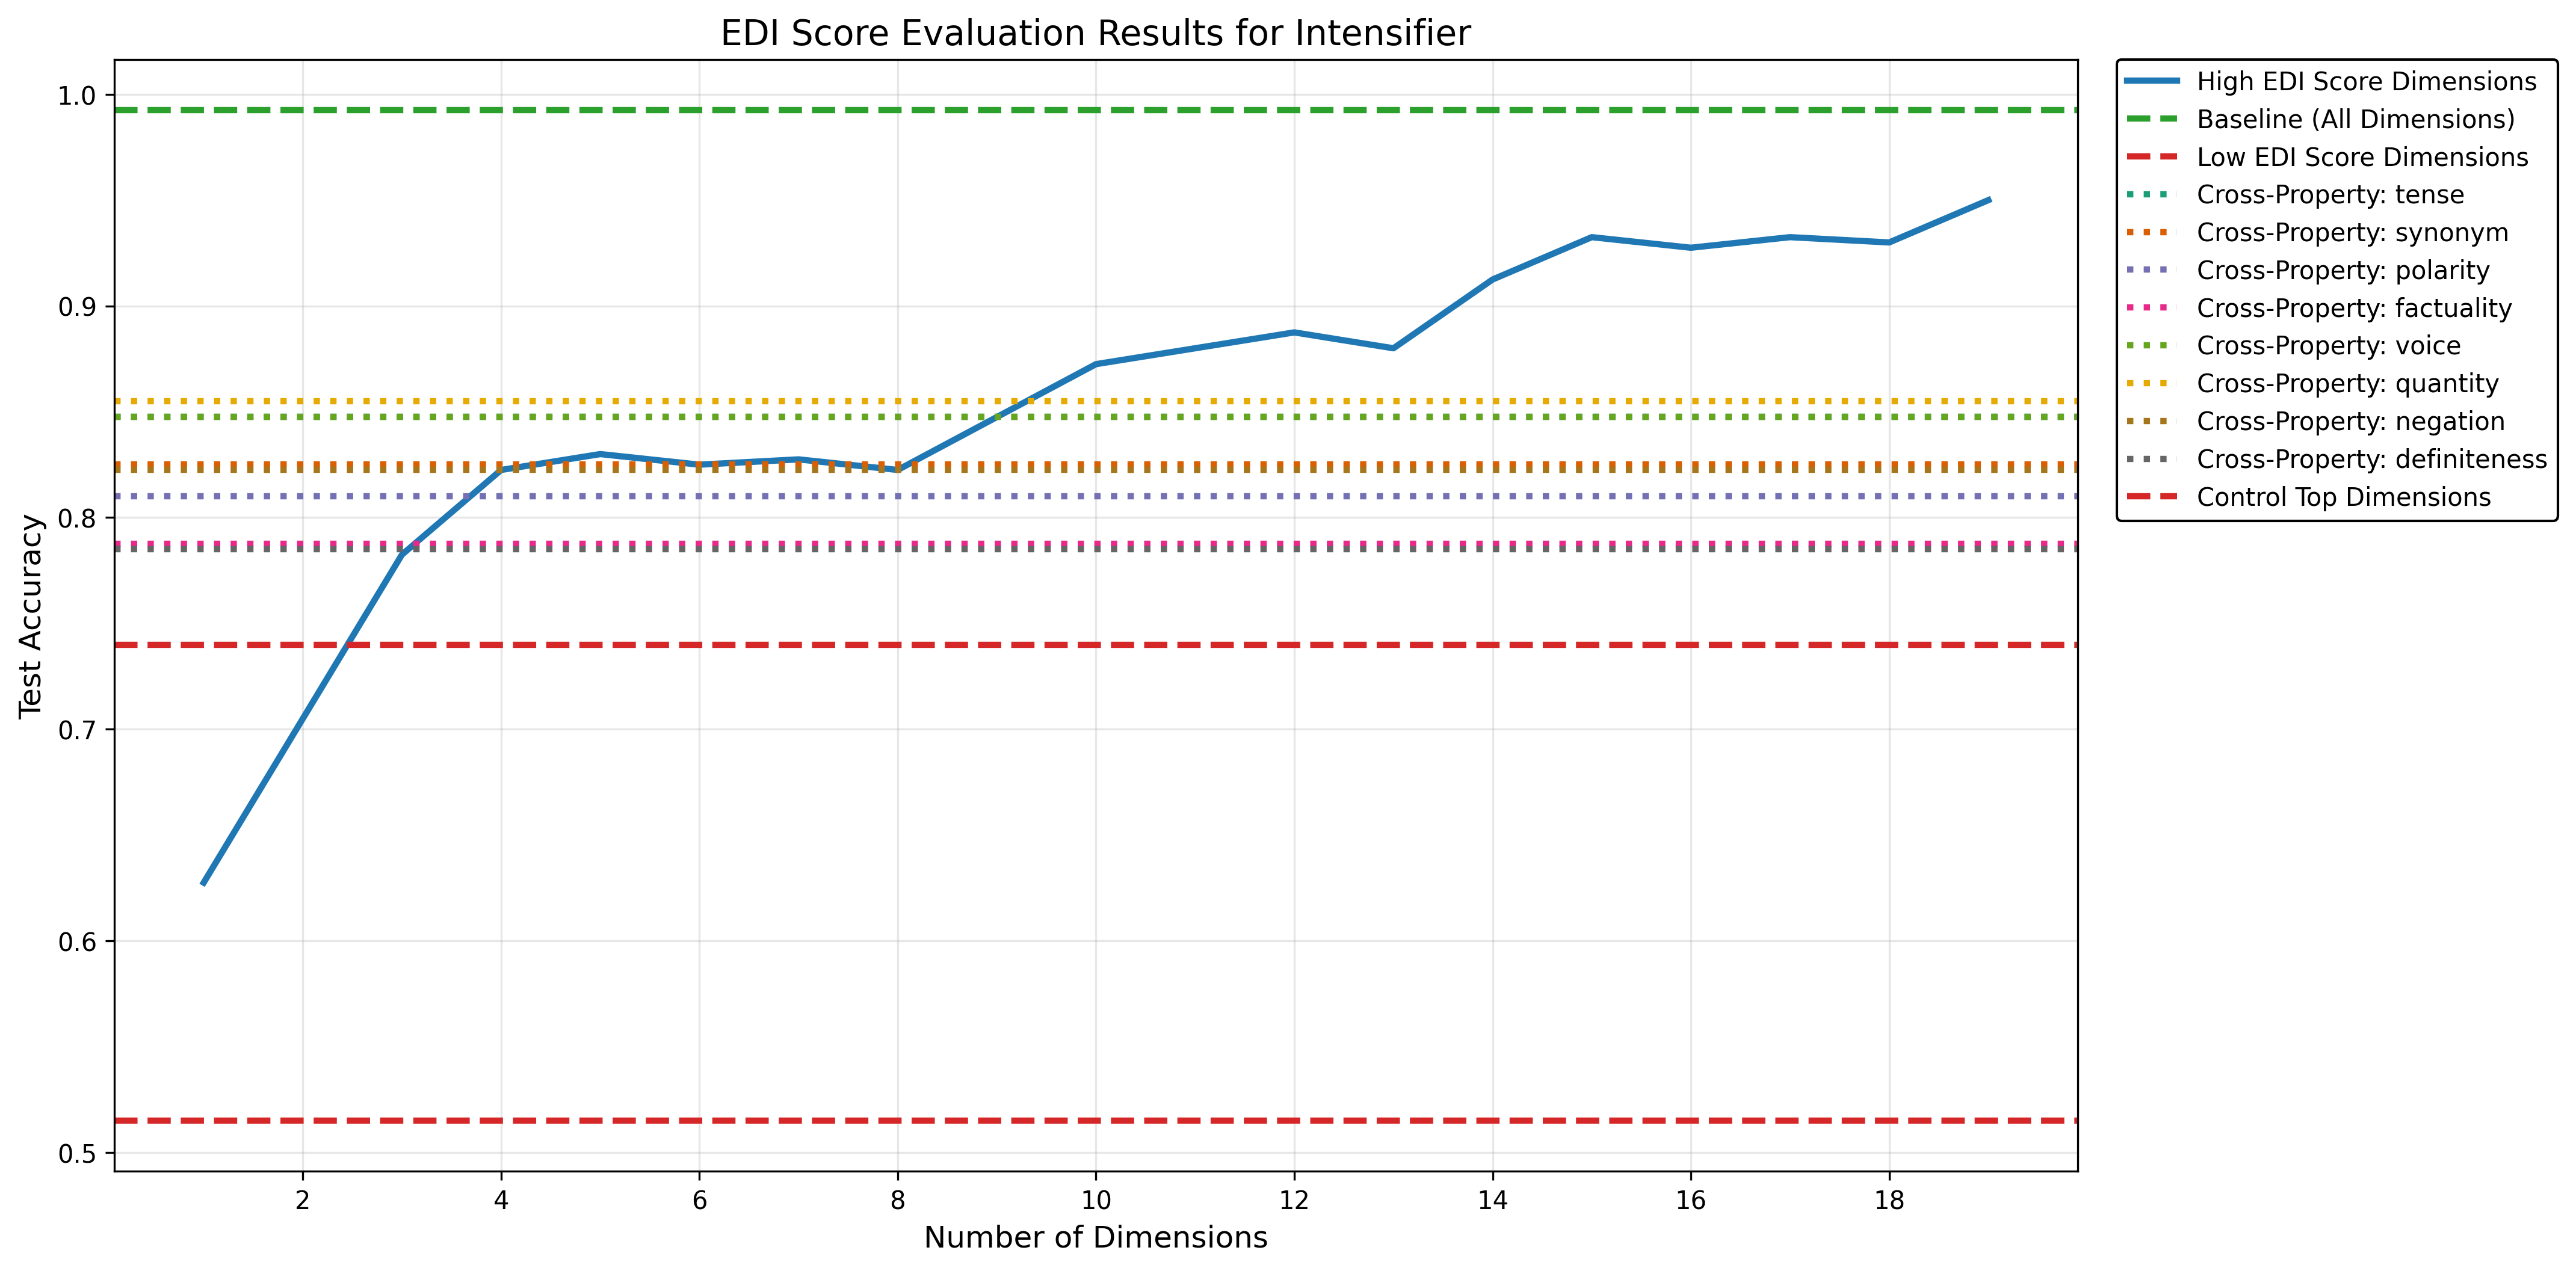 EDI Score Evaluation Results for Intensifier
Test Accuracy
1.0
0.9
0.8
0.7
0.6
0.5
2 4 6 8 10 12 14 16 18
Number of Dimensions
High EDI Score Dimensions
Baseline (All Dimensions)
Low EDI Score Dimensions
Cross-Property: tense
Cross-Property: synonym
Cross-Property: polarity
Cross-Property: factuality
Cross-Property: voice
Cross-Property: quantity
Cross-Property: negation
Cross-Property: definiteness
Control Top Dimensions